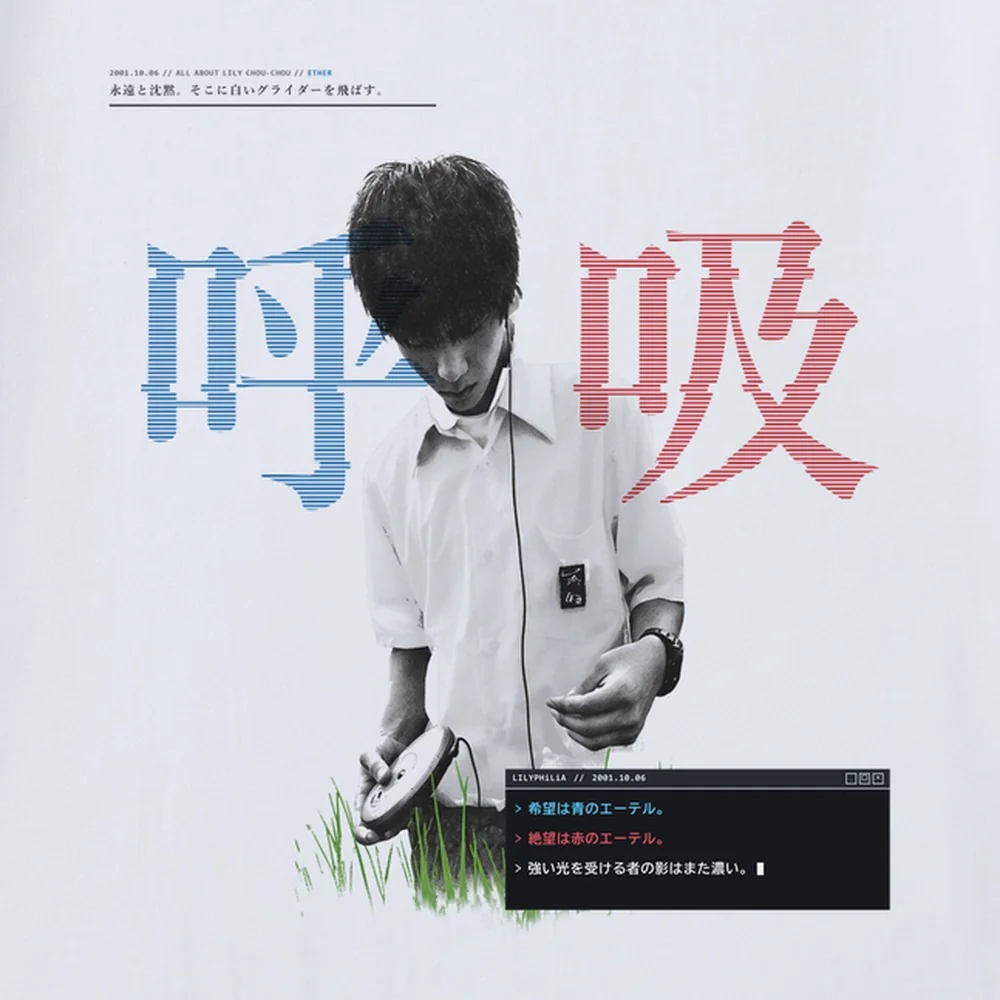 2001.10.06 // ALL ABOUT LILY CHOU-CHOU // ETHER
永遠と沈黙。そこに白いグライダーを飛ばす。
呼吸
LILYPHiLiA // 2001.10.06
> 希望は青のエーテル。
> 絶望は赤のエーテル。
> 強い光を受ける者の影はまた濃い。